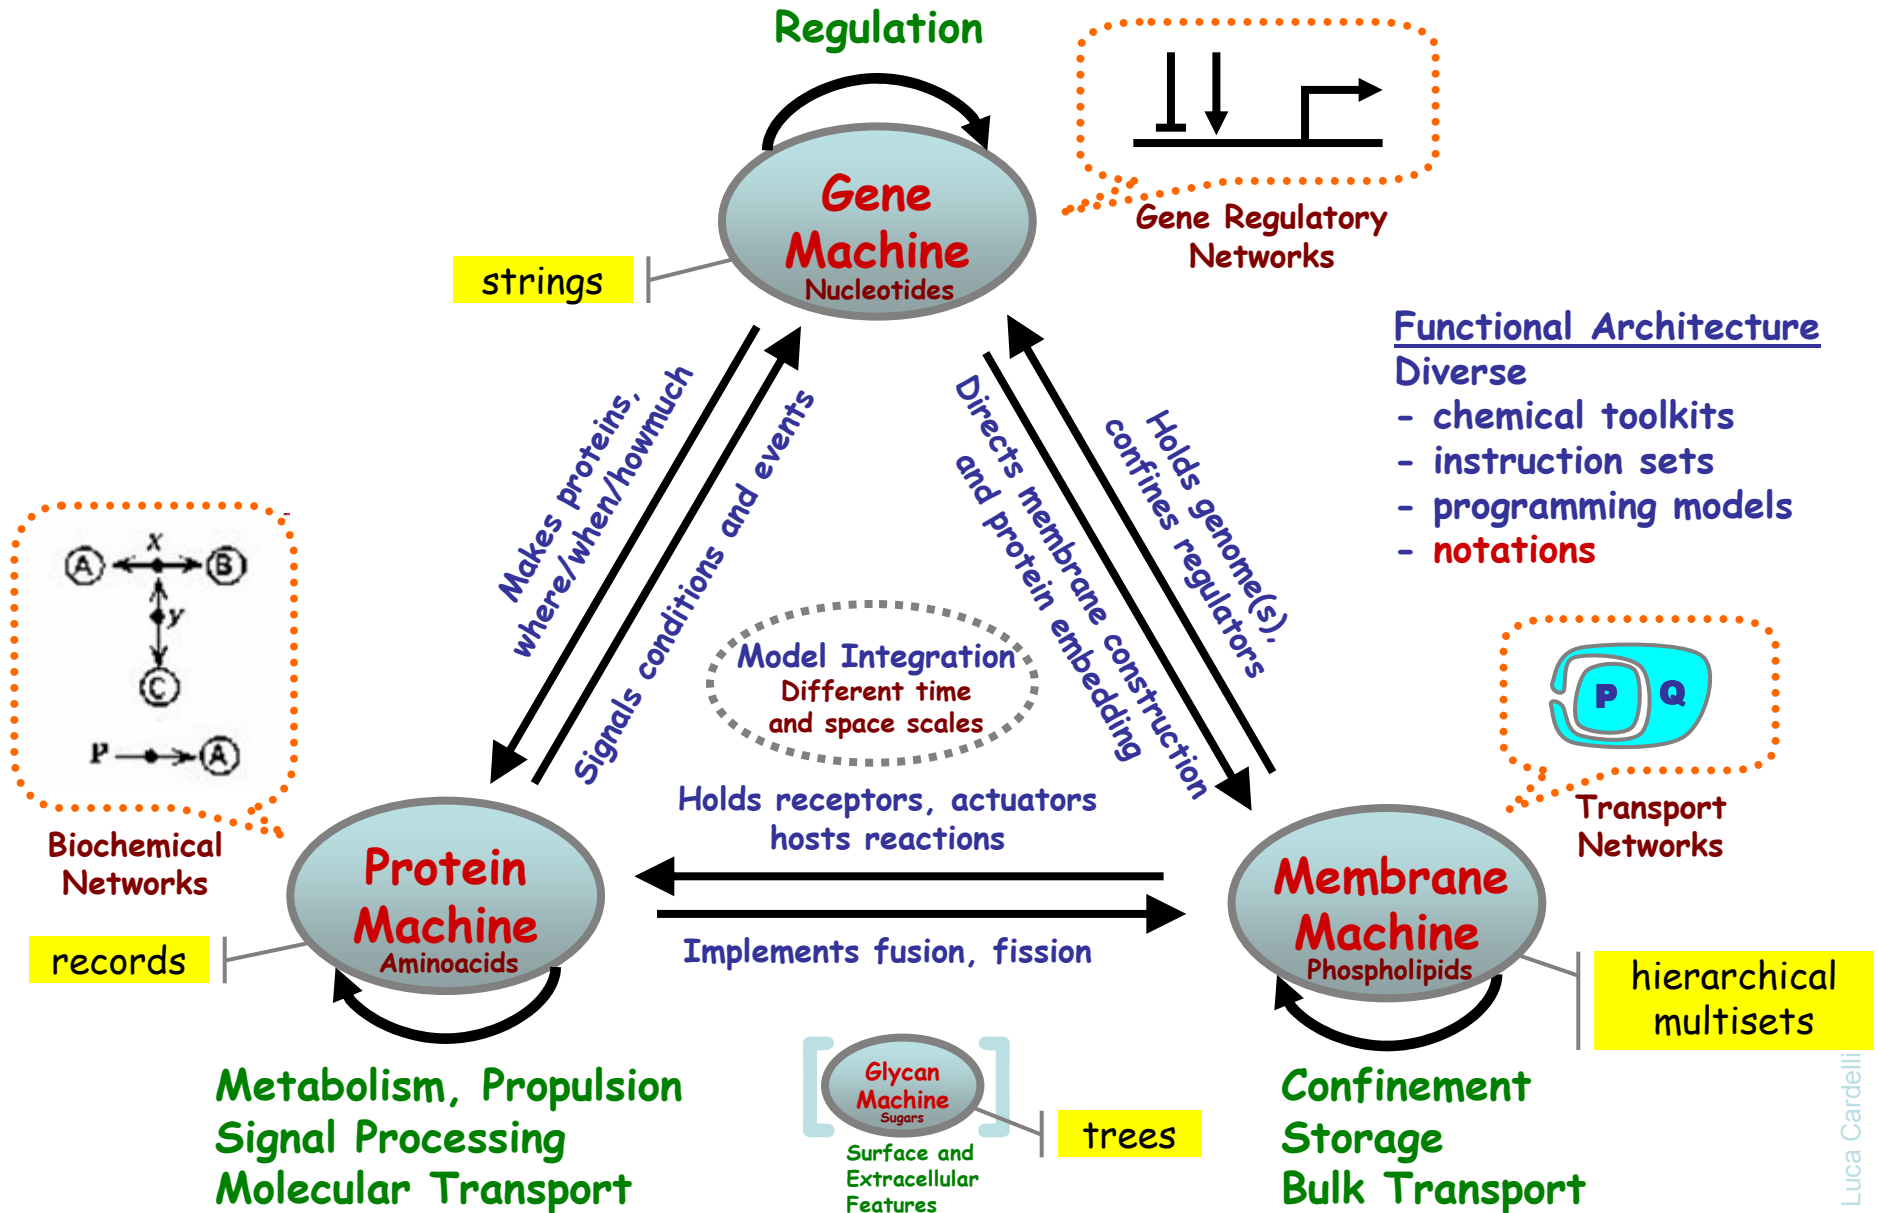 Regulation
Gene
Machine
Nucleotides
Gene Regulatory
Networks
strings
Functional Architecture
Diverse
- chemical toolkits
- instruction sets
- programming models
- notations
Makes proteins,
where/when/howmuch
Signals conditions and events
Directs membrane construction
and protein embedding
Holds genome(s),
confines regulators
Model Integration
Different time
and space scales
A
x
B
y
C
P
A
Biochemical
Networks
P Q
Transport
Networks
Holds receptors, actuators
hosts reactions
Protein
Machine
Aminoacids
Membrane
Machine
Phospholipids
Implements fusion, fission
records
hierarchical
multisets
Metabolism, Propulsion
Signal Processing
Molecular Transport
Glycan
Machine
Sugars
trees
Surface and
Extracellular
Features
Confinement
Storage
Bulk Transport
Luca Cardelli